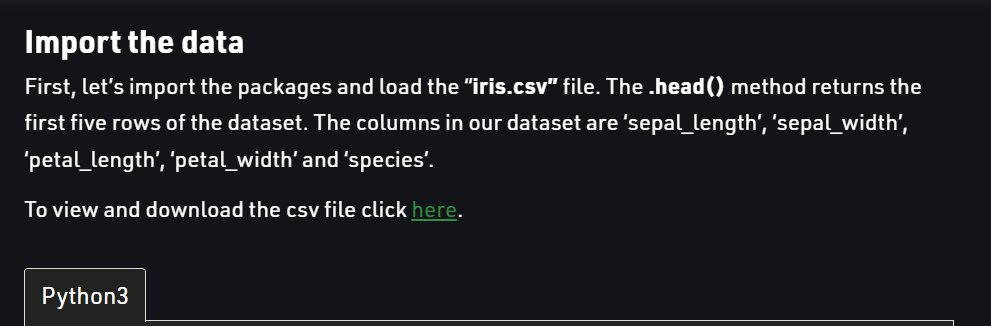 Import the data
First, let’s import the packages and load the “iris.csv” file. The .head() method returns the
first five rows of the dataset. The columns in our dataset are ‘sepal_length’, ‘sepal_width’,
‘petal_length’, ‘petal_width’ and ‘species’.
To view and download the csv file click here.
Python3